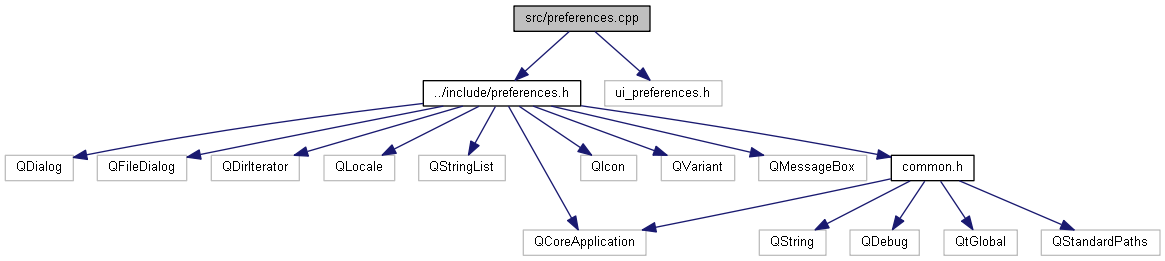 src/preferences.cpp
../include/preferences.h
ui_preferences.h
QDialog
QFileDialog
QDirIterator
QLocale
QStringList
QIcon
QVariant
QMessageBox
common.h
QCoreApplication
QString
QDebug
QtGlobal
QStandardPaths